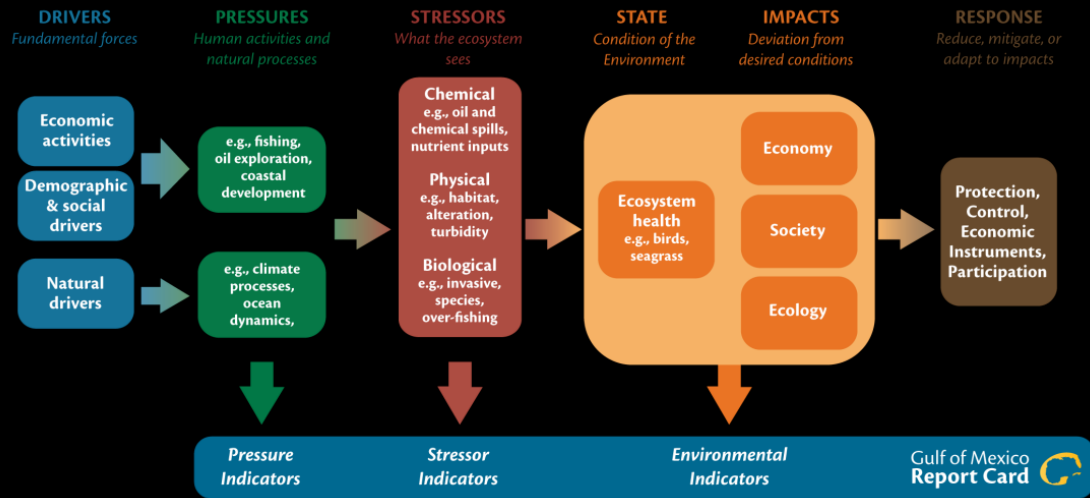 DRIVERS
Fundamental forces
PRESSURES
Human activities and
natural processes
STRESSORS
What the ecosystem
sees
STATE
Condition of the
Environment
IMPACTS
Deviation from
desired conditions
RESPONSE
Reduce, mitigate, or
adapt to impacts
Economic
activities
Demographic
& social
drivers
Natural
drivers
e.g., fishing,
oil exploration,
coastal
development
e.g., climate
processes,
ocean
dynamics,
Chemical
e.g., oil and
chemical spills,
nutrient inputs
Physical
e.g., habitat,
alteration,
turbidity
Biological
e.g., invasive,
species,
over-fishing
Ecosystem
health
e.g., birds,
seagrass
Economy
Society
Ecology
Protection,
Control,
Economic
Instruments,
Participation
Pressure
Indicators
Stressor
Indicators
Environmental
Indicators
Gulf of Mexico
Report Card